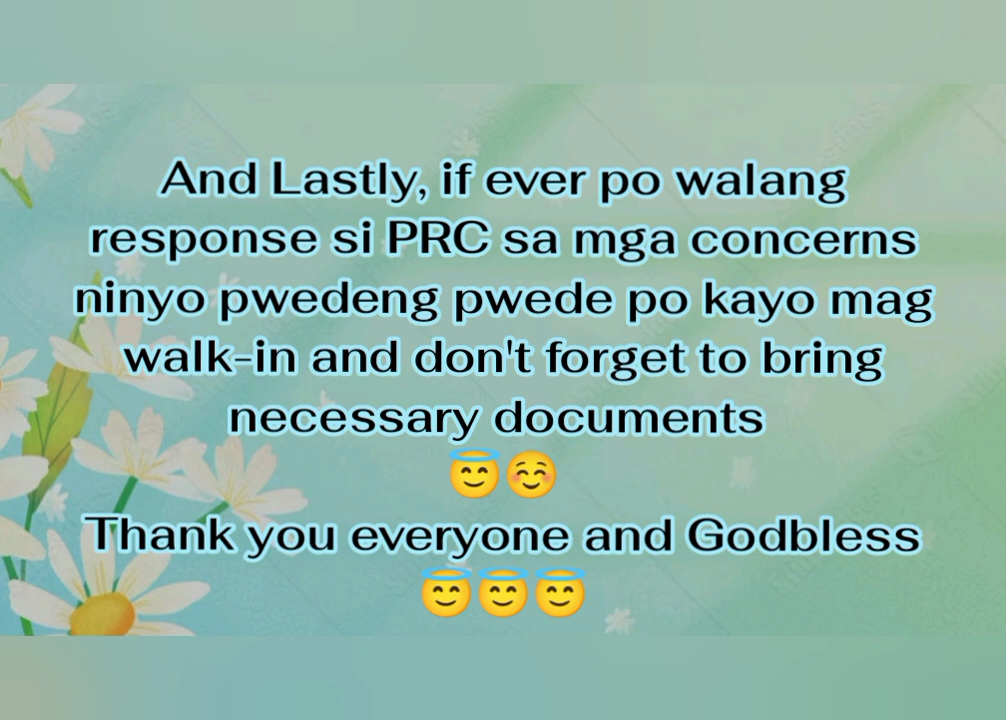 And Lastly, if ever po walang
response si PRC sa mga concerns
ninyo pwedeng pwede po kayo mag
walk-in and don't forget to bring
necessary documents
😇☺️
Thank you everyone and Godbless
😇😇😇